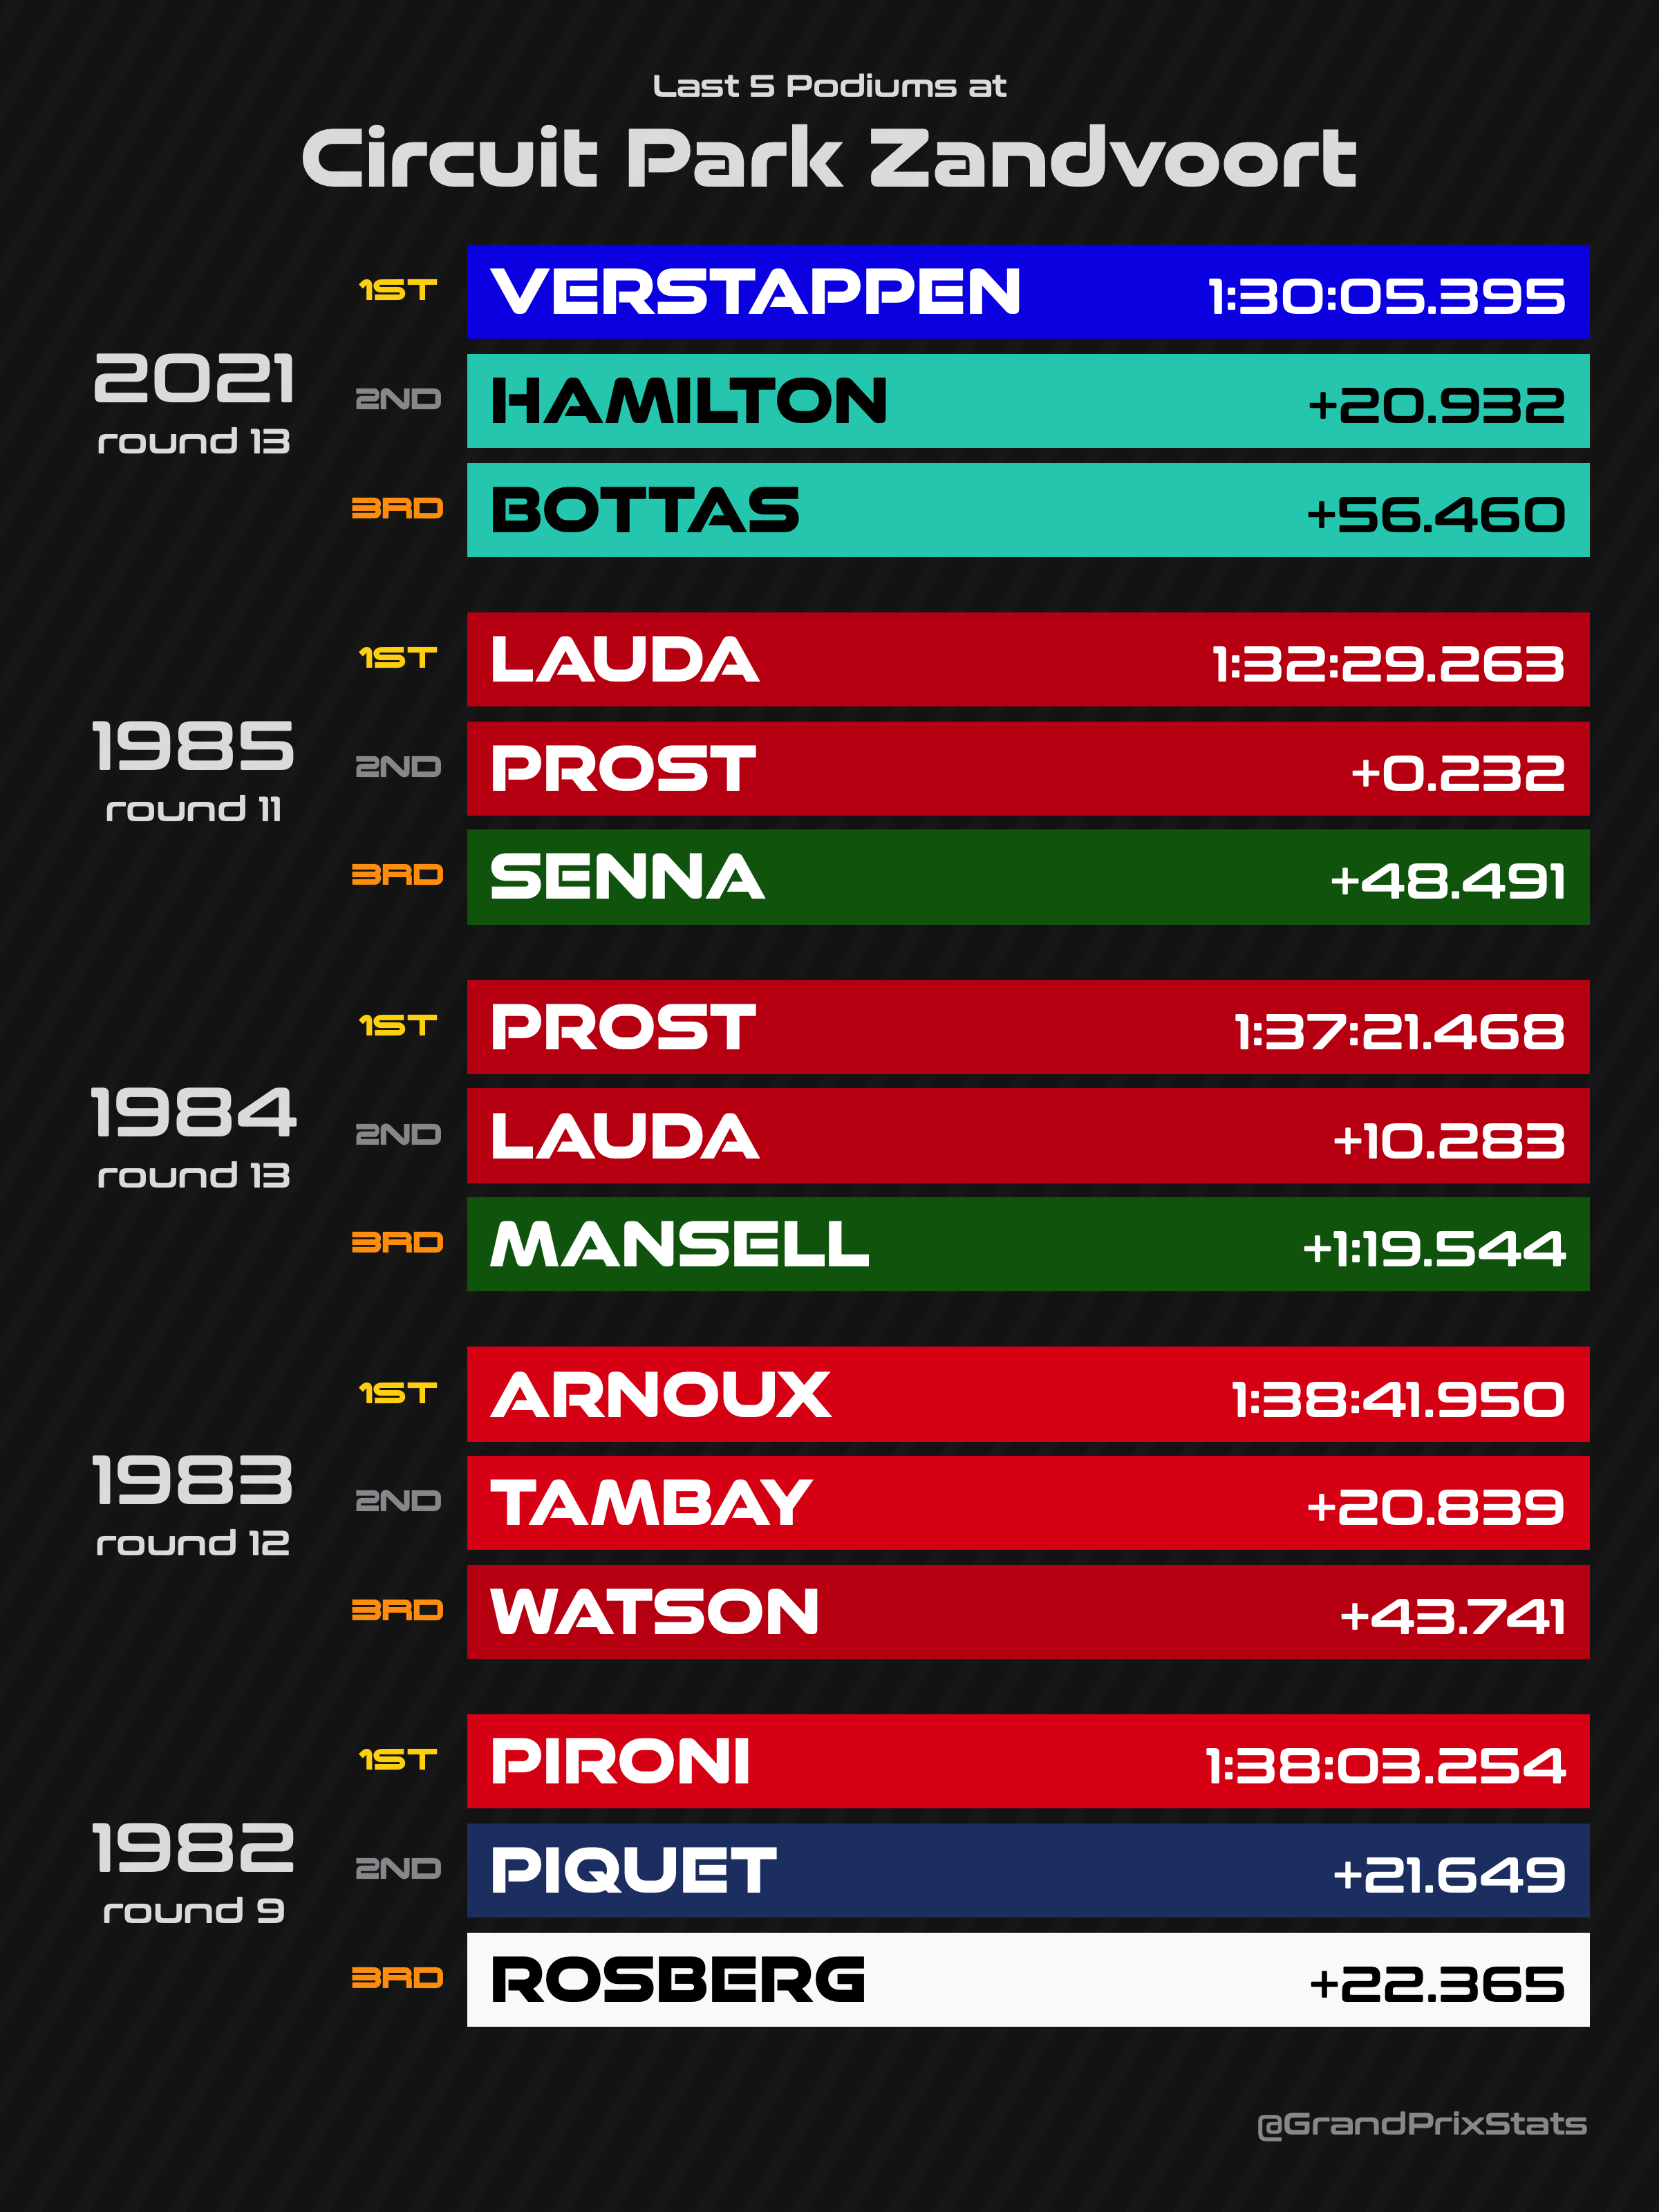 Last 5 Podiums at
Circuit Park Zandvoort
2021
round 13
1ST VERSTAPPEN 1:30:05.395
2ND HAMILTON +20.932
3RD BOTTAS +56.460
1985
round 11
1ST LAUDA 1:32:29.263
2ND PROST +0.232
3RD SENNA +48.491
1984
round 13
1ST PROST 1:37:21.468
2ND LAUDA +10.283
3RD MANSELL +1:19.544
1983
round 12
1ST ARNOUX 1:38:41.950
2ND TAMBAY +20.839
3RD WATSON +43.741
1982
round 9
1ST PIRONI 1:38:03.254
2ND PIQUET +21.649
3RD ROSBERG +22.365
@GrandPrixStats